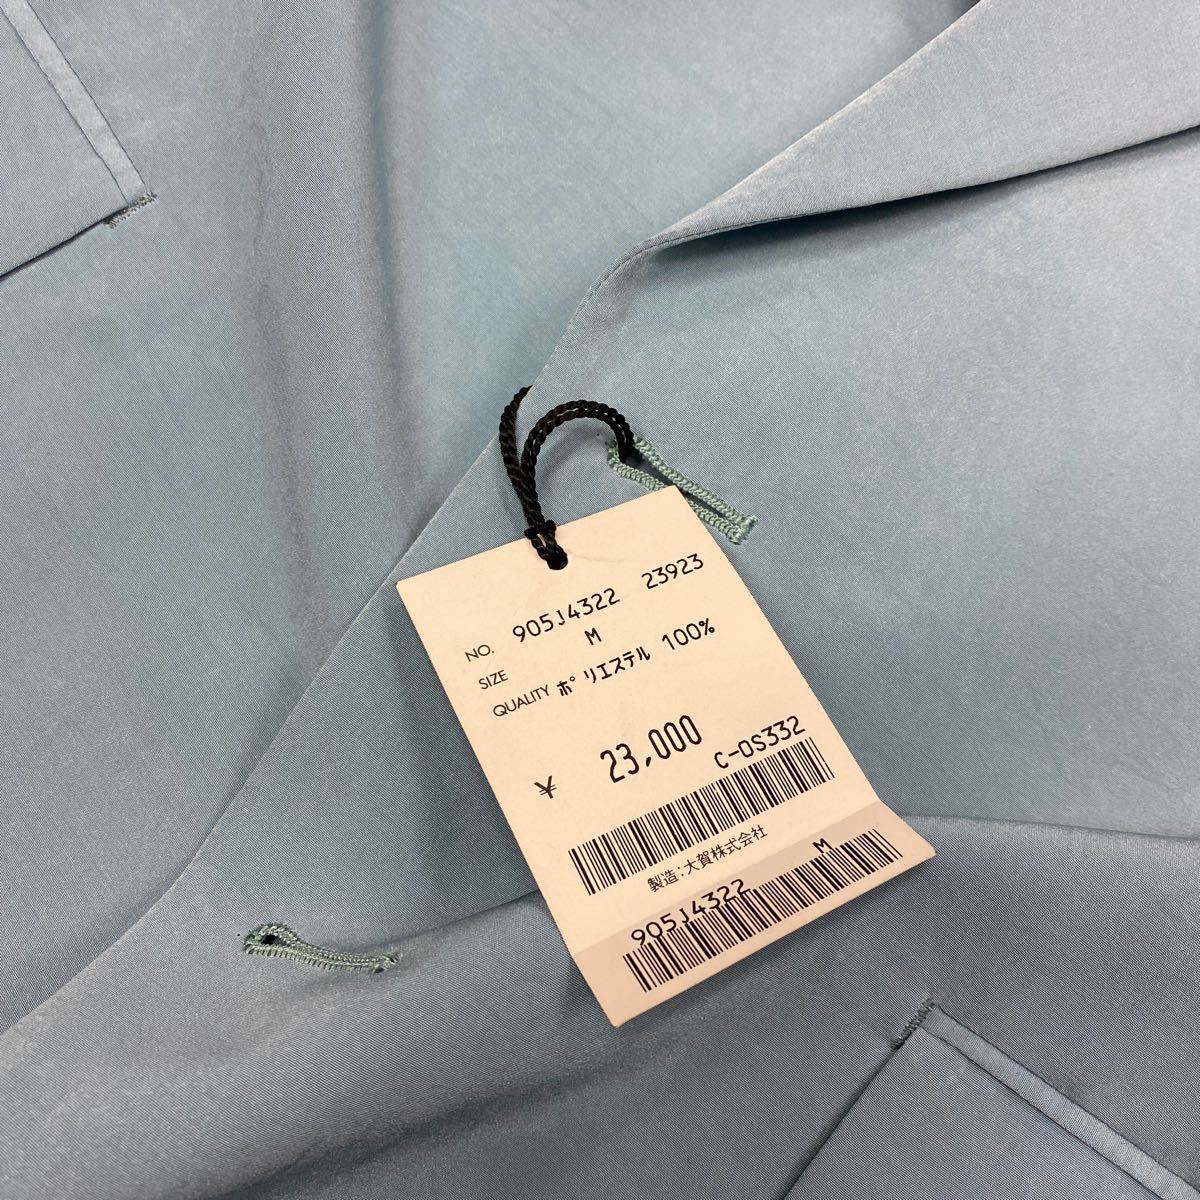 NO. 905J4322 23923
SIZE M
QUALITY ﾎﾟﾘｴｽﾃﾙ 100%
¥ 23,000
C-0S332
製造:大賀株式会社
905J4322 M